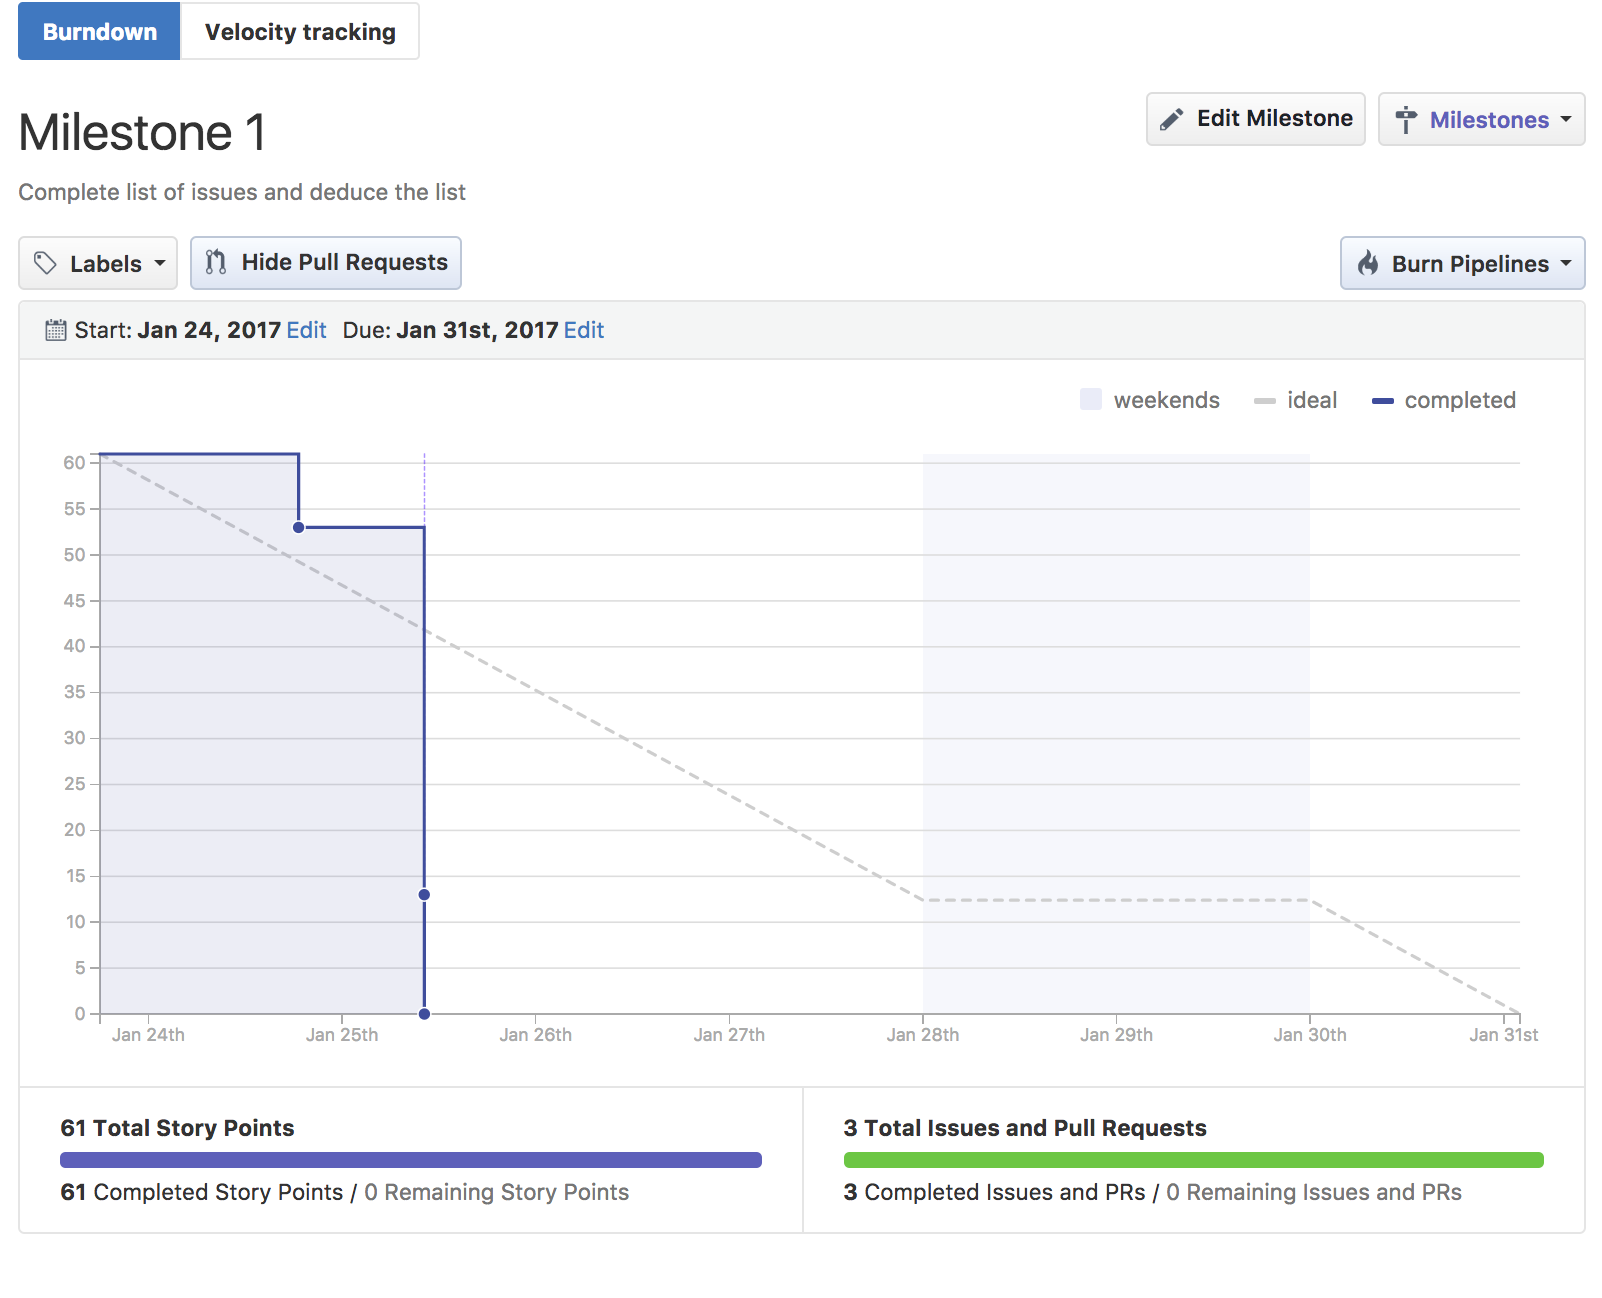 Burndown Velocity tracking
Milestone 1
Edit Milestone Milestones
Complete list of issues and deduce the list
Labels Hide Pull Requests Burn Pipelines
Start: Jan 24, 2017 Edit Due: Jan 31st, 2017 Edit
weekends ideal completed
60
55
50
45
40
35
30
25
20
15
10
5
0
Jan 24th Jan 25th Jan 26th Jan 27th Jan 28th Jan 29th Jan 30th Jan 31st
61 Total Story Points
61 Completed Story Points / 0 Remaining Story Points
3 Total Issues and Pull Requests
3 Completed Issues and PRs / 0 Remaining Issues and PRs